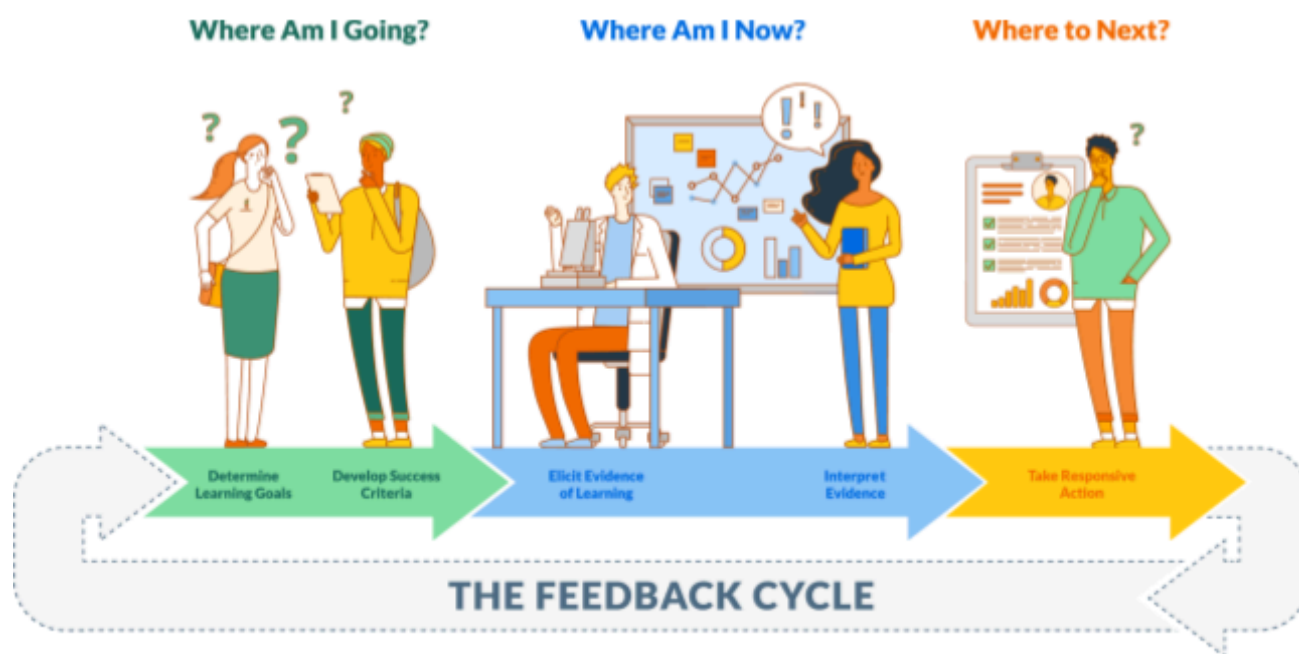 Where Am I Going?
Where Am I Now?
Where to Next?
? ? ?
! ! !
?
Determine
Learning Goals
Develop Success
Criteria
Elicit Evidence
of Learning
Interpret
Evidence
Take Responsive
Action
THE FEEDBACK CYCLE